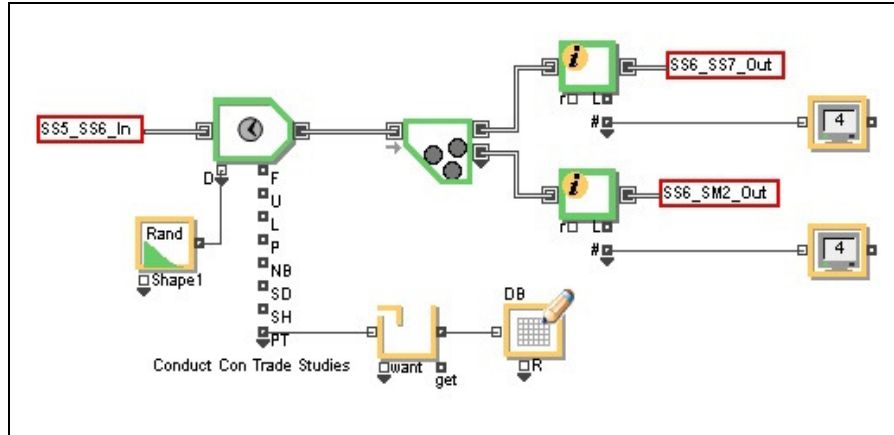 SS5_SS6_In
D
F
U
L
P
NB
SD
SH
PT
Rand
Shape1
Conduct Con Trade Studies
want
get
DB
R
r
L
#
SS6_SS7_Out
4
r
L
#
SS6_SM2_Out
4